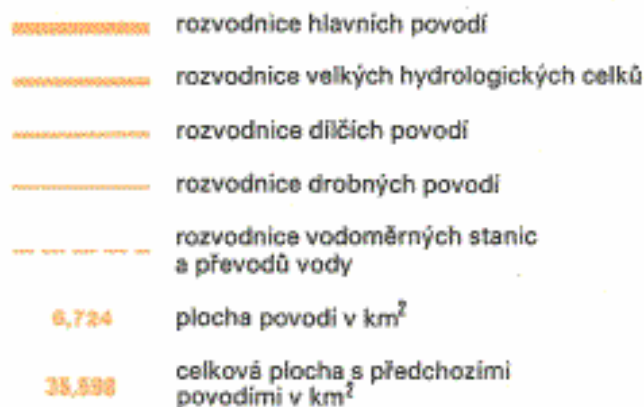 rozvodnice hlavních povodí
rozvodnice velkých hydrologických celků
rozvodnice dílčích povodí
rozvodnice drobných povodí
rozvodnice vodoměrných stanic
a převodů vody
6,724 plocha povodí v km²
celková plocha s předchozími
35,598 povodími v km²